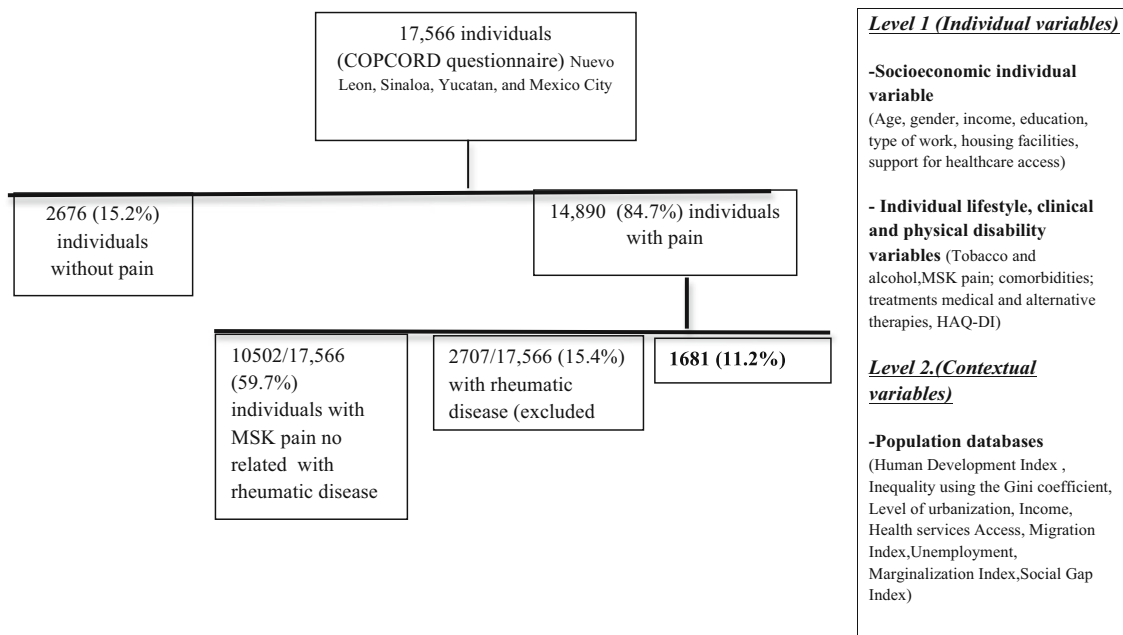 17,566 individuals
(COPCORD questionnaire) Nuevo
Leon, Sinaloa, Yucatan, and Mexico City
2676 (15.2%)
individuals
without pain
14,890 (84.7%) individuals
with pain
10502/17,566
(59.7%)
individuals with
MSK pain no
related with
rheumatic disease
2707/17,566 (15.4%)
with rheumatic
disease (excluded
1681 (11.2%)
Level 1 (Individual variables)
-Socioeconomic individual
variable
(Age, gender, income, education,
type of work, housing facilities,
support for healthcare access)
- Individual lifestyle, clinical
and physical disability
variables (Tobacco and
alcohol,MSK pain; comorbidities;
treatments medical and alternative
therapies, HAQ-DI)
Level 2.(Contextual
variables)
-Population databases
(Human Development Index ,
Inequality using the Gini coefficient,
Level of urbanization, Income,
Health services Access, Migration
Index,Unemployment,
Marginalization Index,Social Gap
Index)